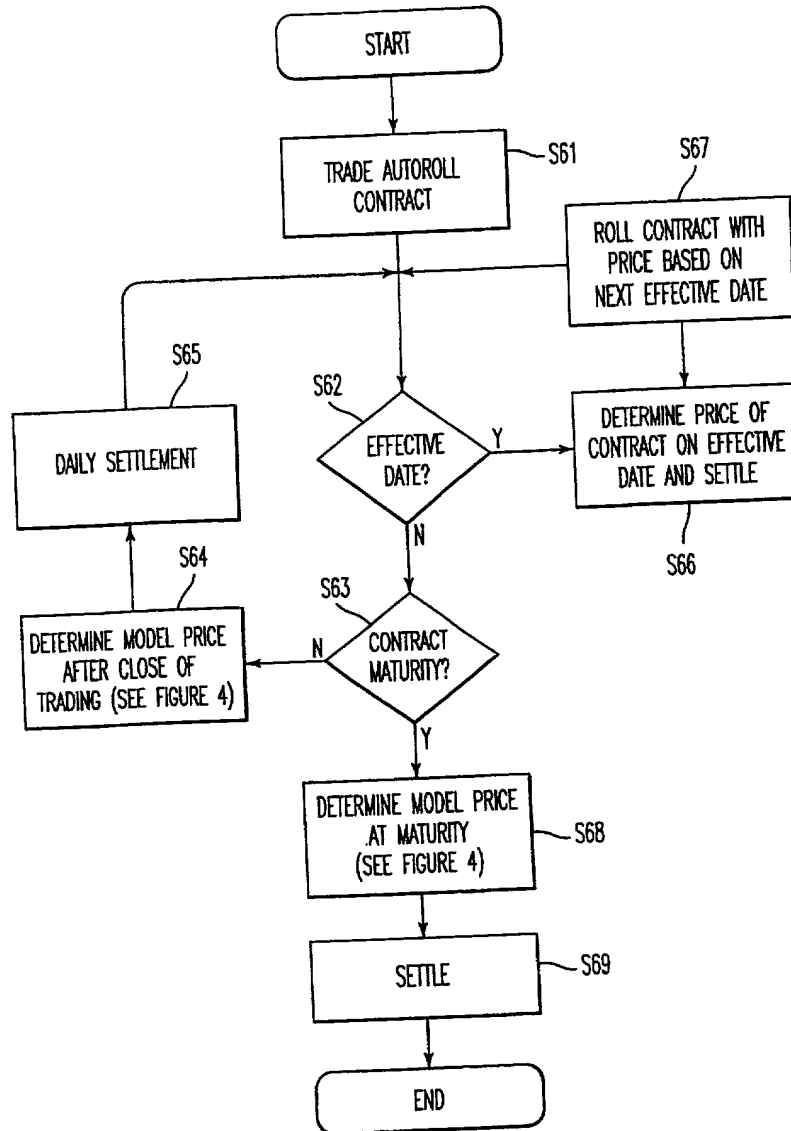 START
TRADE AUTOROLL
CONTRACT
S61
S67
ROLL CONTRACT WITH
PRICE BASED ON
NEXT EFFECTIVE DATE
S65
DAILY SETTLEMENT
S62
EFFECTIVE
DATE?
Y
DETERMINE PRICE OF
CONTRACT ON EFFECTIVE
DATE AND SETTLE
S66
N
S64
DETERMINE MODEL PRICE
AFTER CLOSE OF
TRADING (SEE FIGURE 4)
S63
N
CONTRACT
MATURITY?
Y
DETERMINE MODEL PRICE
AT MATURITY
(SEE FIGURE 4)
S68
SETTLE
S69
END